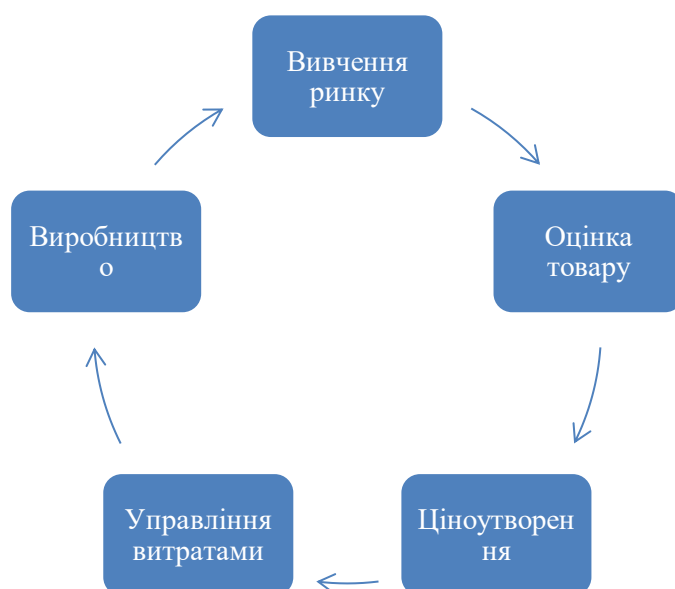 Вивчення
ринку
Оцінка
товару
Ціноутворен
ня
Управління
витратами
Виробництв
о